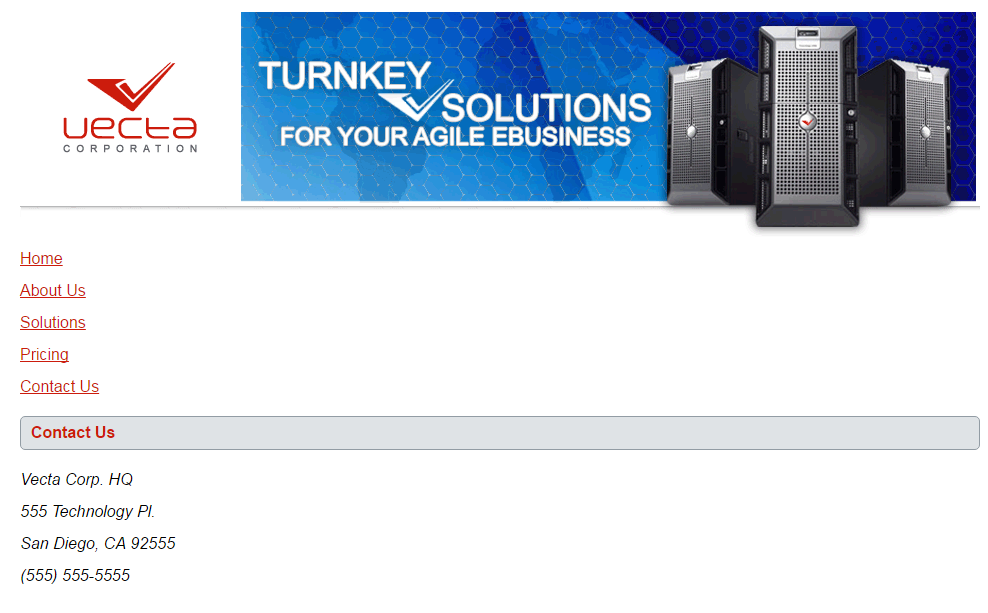 vecta
CORPORATION
TURNKEY
SOLUTIONS
FOR YOUR AGILE EBUSINESS
Home
About Us
Solutions
Pricing
Contact Us
Contact Us
Vecta Corp. HQ
555 Technology Pl.
San Diego, CA 92555
(555) 555-5555